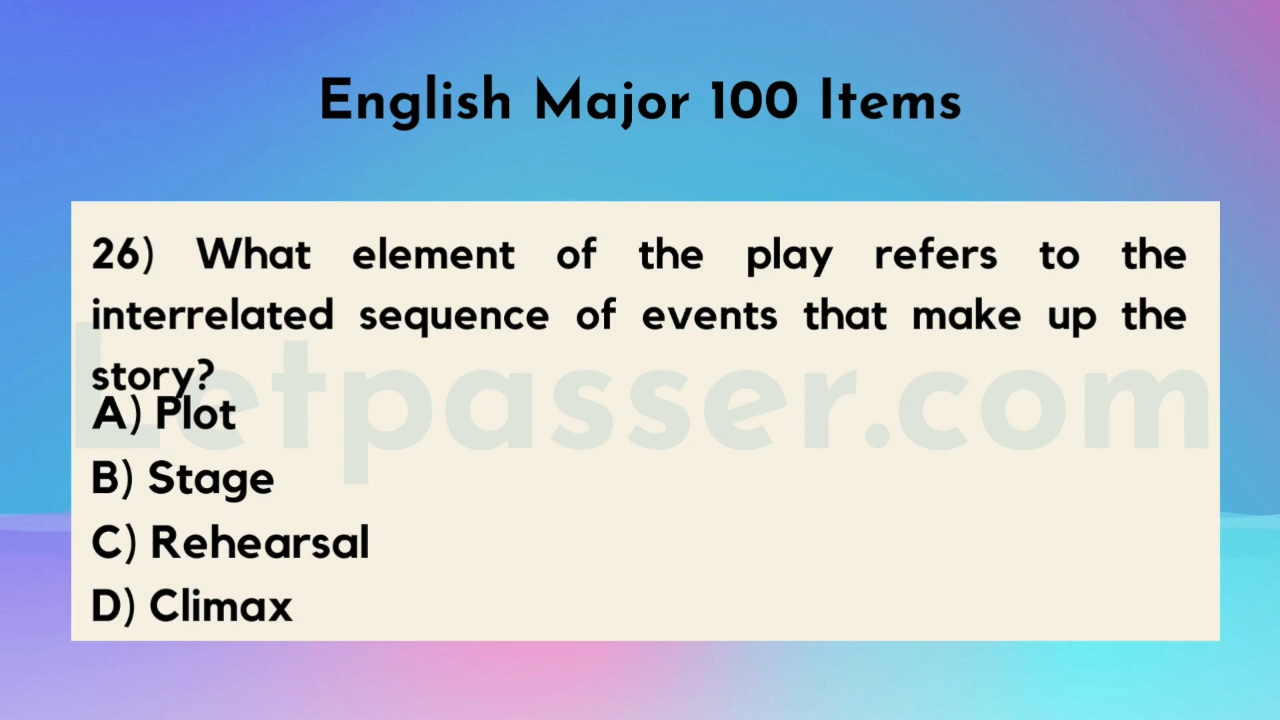 English Major 100 Items
26) What element of the play refers to the
interrelated sequence of events that make up the
story?
A) Plot
B) Stage
C) Rehearsal
D) Climax
Letpasser.com